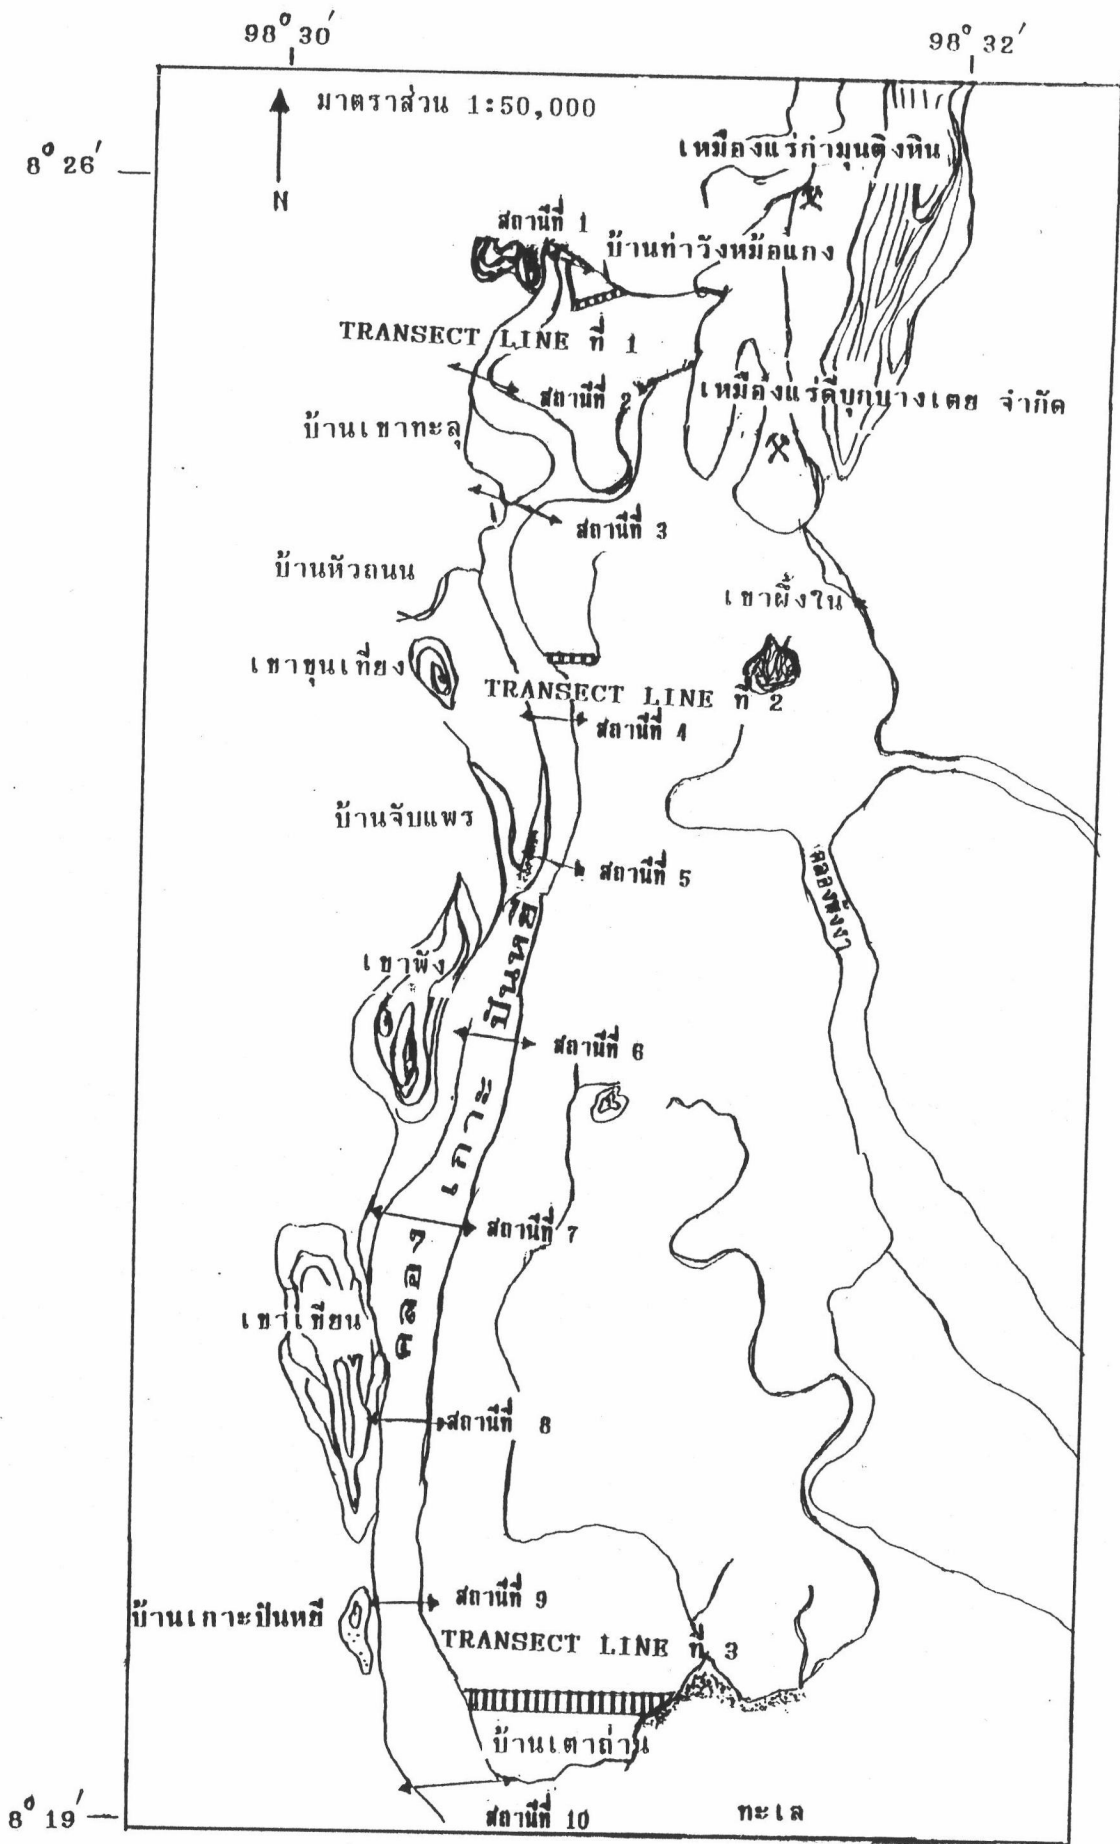 98° 30′
98° 32′
มาตราส่วน 1:50,000
8° 26′
N
เหมืองแร่กำมุนติงหิน
สถานีที่ 1
บ้านท่าวังหม้อแกง
TRANSECT LINE ที่ 1
สถานีที่ 2
เหมืองแร่ดีบุกบางเตย จำกัด
บ้านเขาทะลุ
สถานีที่ 3
บ้านหัวถนน
เขาผึ้งใน
เขาขุนเที่ยง
TRANSECT LINE ที่ 2
สถานีที่ 4
บ้านจับแพร
สถานีที่ 5
คลองพังงา
เขาพัง
สถานีที่ 6
คลอง เกาะ ปันหยี
สถานีที่ 7
เขาเขียน
สถานีที่ 8
สถานีที่ 9
บ้านเกาะปันหยี
TRANSECT LINE ที่ 3
บ้านเตาถ่าน
8° 19′
สถานีที่ 10
ทะเล